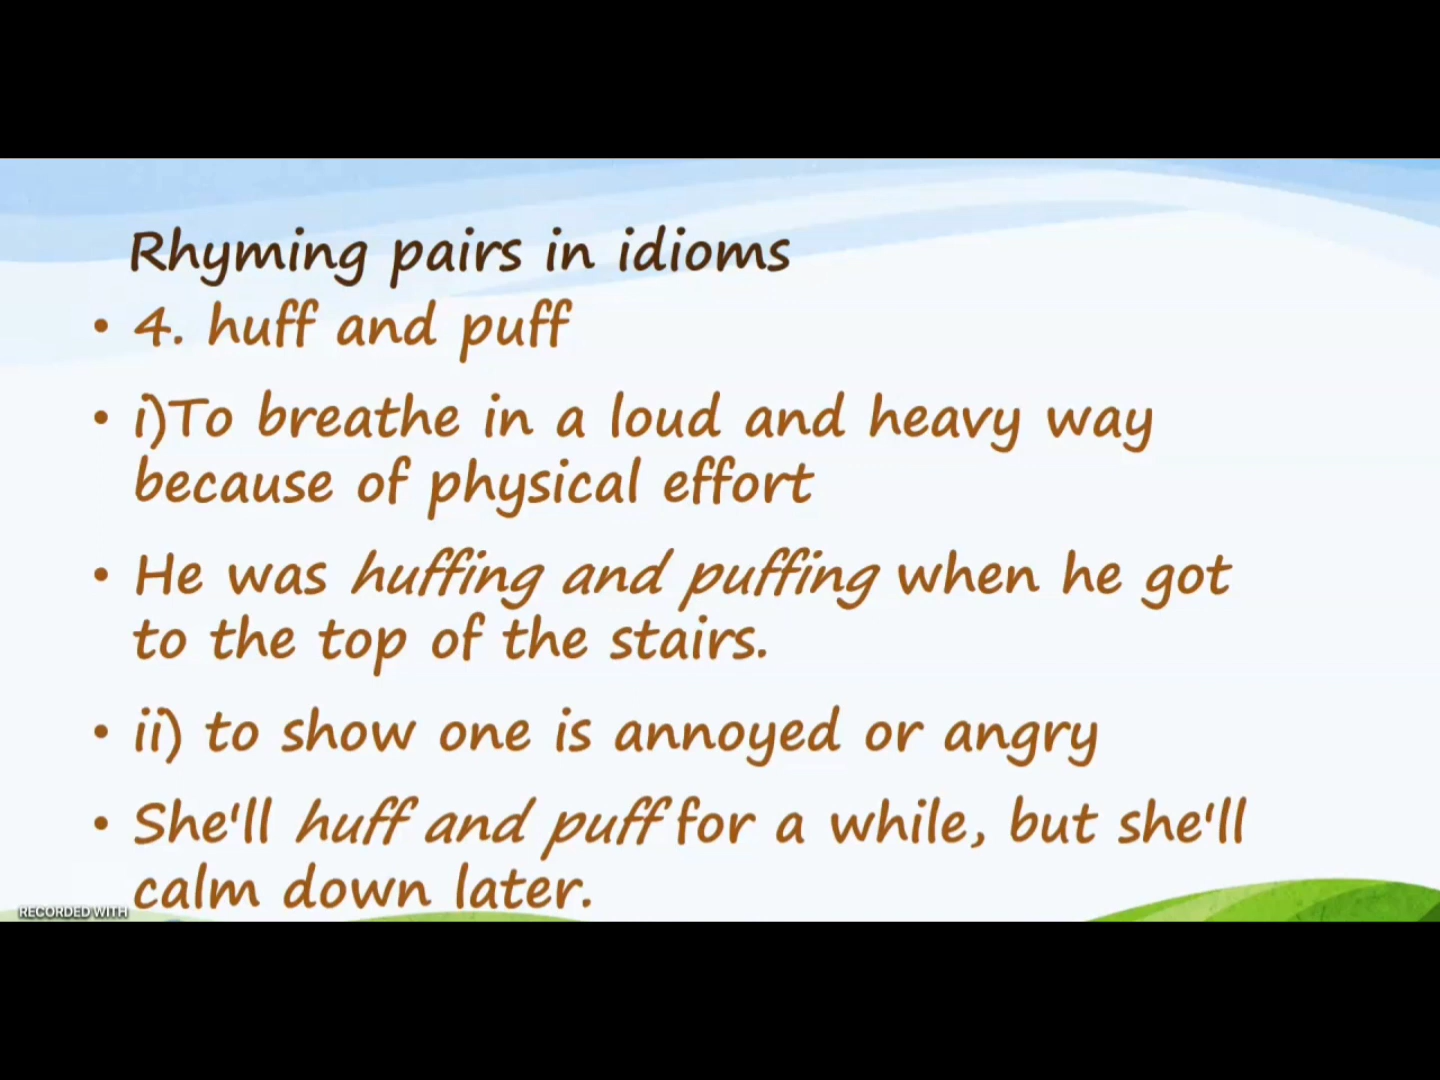 Rhyming pairs in idioms
• 4. huff and puff
• i)To breathe in a loud and heavy way
because of physical effort
• He was huffing and puffing when he got
to the top of the stairs.
• ii) to show one is annoyed or angry
• She'll huff and puff for a while, but she'll
calm down later.
RECORDED WITH